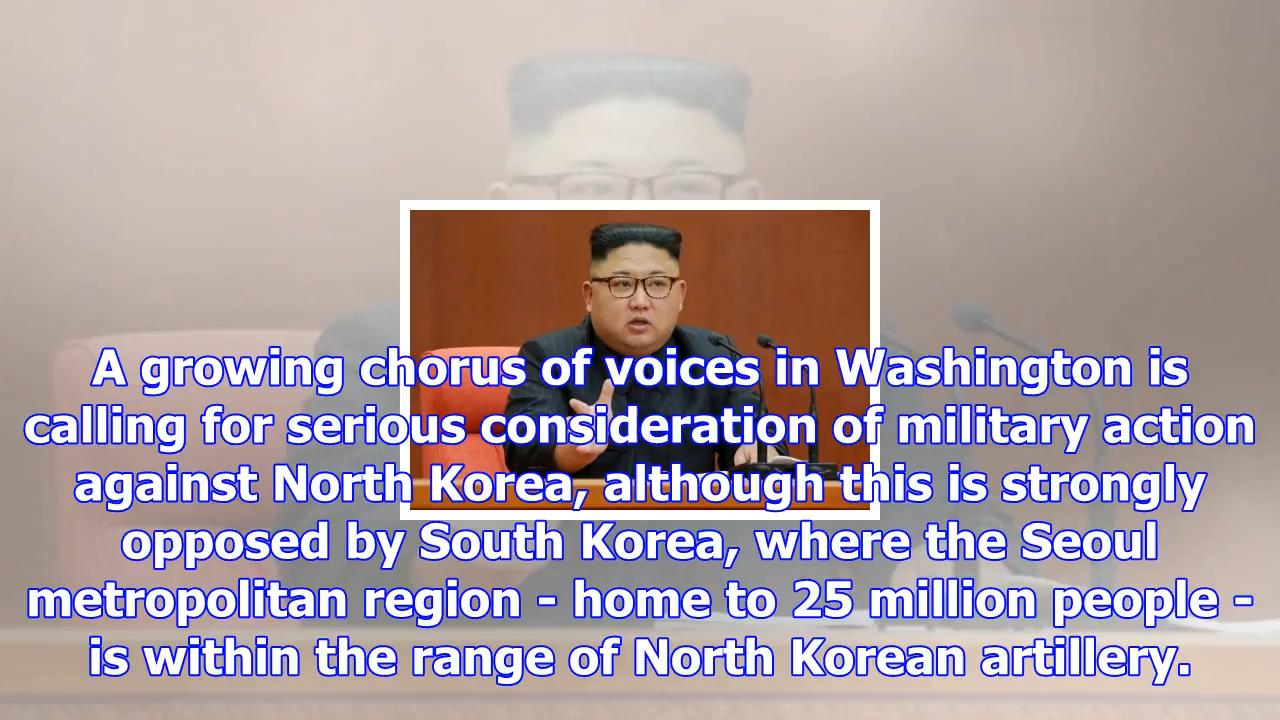 A growing chorus of voices in Washington is
calling for serious consideration of military action
against North Korea, although this is strongly
opposed by South Korea, where the Seoul
metropolitan region - home to 25 million people -
is within the range of North Korean artillery.